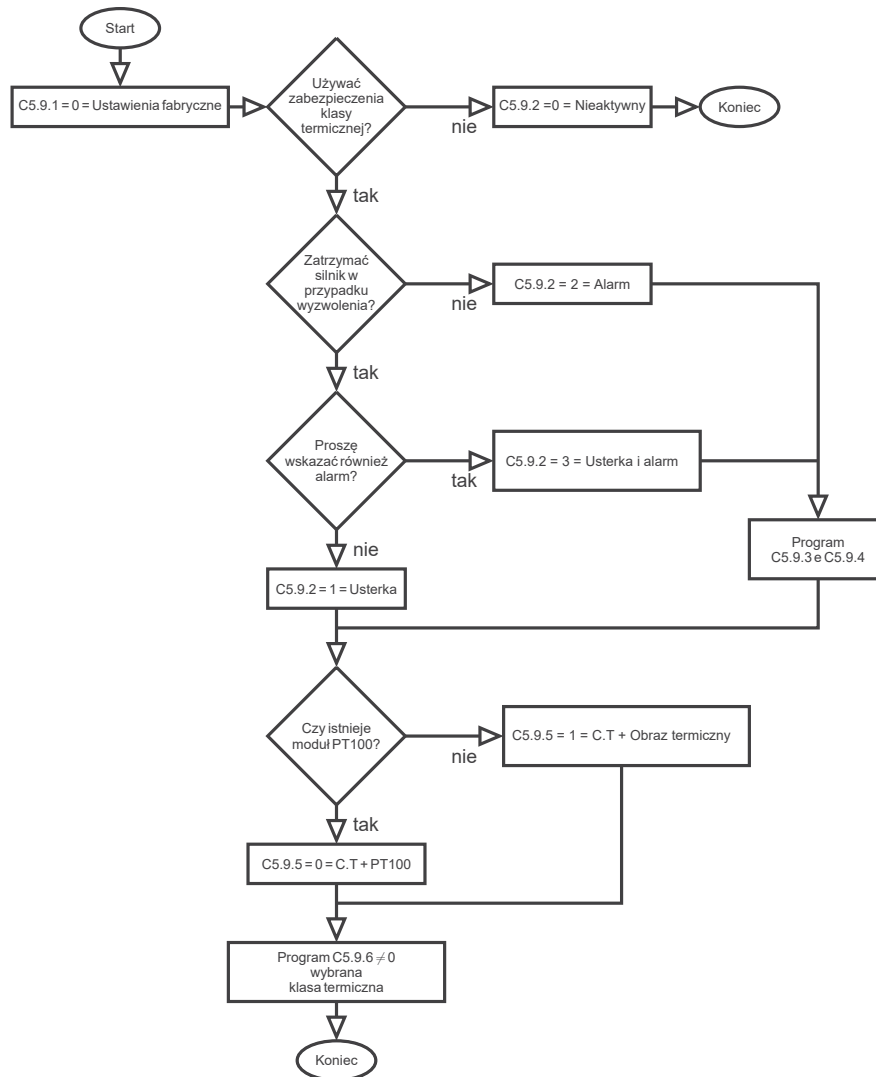 Start
C5.9.1 = 0 = Ustawienia fabryczne
Używać
zabezpieczenia
klasy
termicznej?
nie
C5.9.2 =0 = Nieaktywny
Koniec
tak
Zatrzymać
silnik w
przypadku
wyzwolenia?
nie
C5.9.2 = 2 = Alarm
tak
Proszę
wskazać również
alarm?
tak
C5.9.2 = 3 = Usterka i alarm
Program
C5.9.3 e C5.9.4
nie
C5.9.2 = 1 = Usterka
Czy istnieje
moduł PT100?
nie
C5.9.5 = 1 = C.T + Obraz termiczny
tak
C5.9.5 = 0 = C.T + PT100
Program C5.9.6 ≠ 0
wybrana
klasa termiczna
Koniec